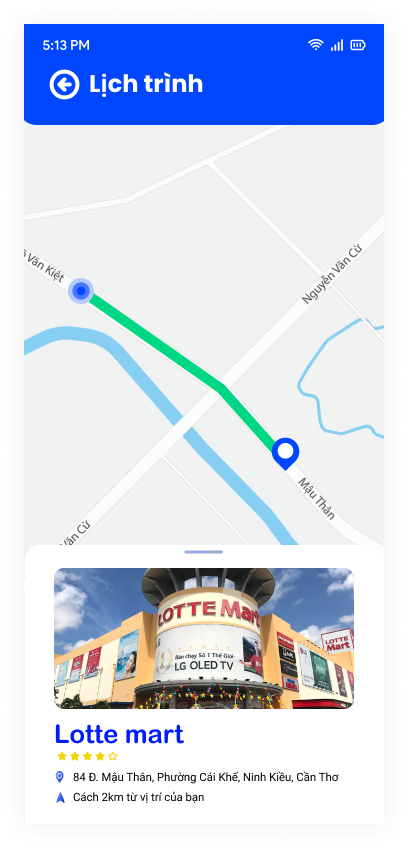 5:13 PM
Lịch trình
Văn Kiệt
Nguyễn Văn Cừ
Mậu Thân
Văn Cừ
LOTTE Mart
LOTTE
Mart
Bán chạy Số 1 Thế Giới
LG OLED TV
Lotte mart
84 Đ. Mậu Thân, Phường Cái Khế, Ninh Kiều, Cần Thơ
Cách 2km từ vị trí của bạn